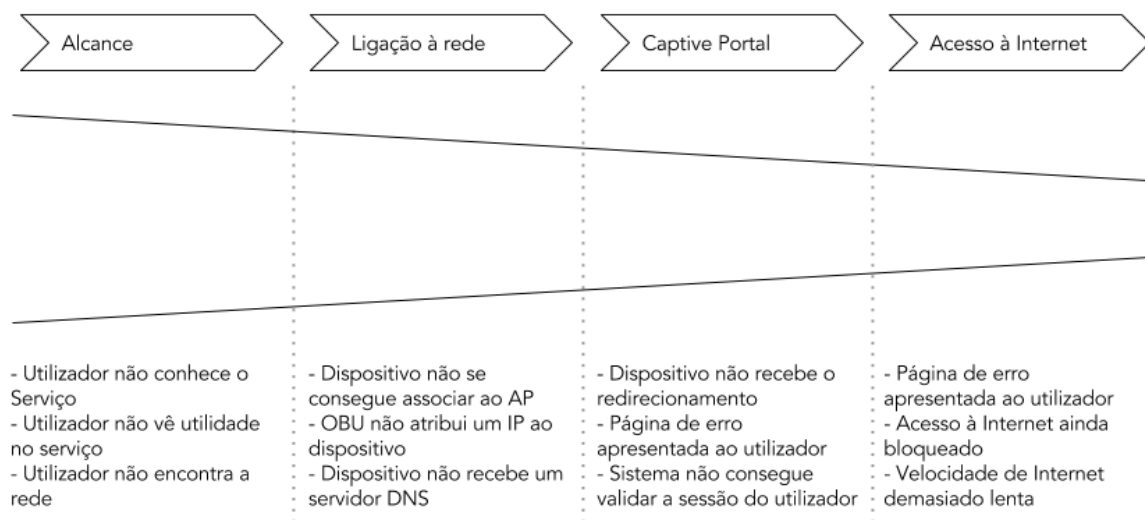 Alcance
Ligação à rede
Captive Portal
Acesso à Internet
- Utilizador não conhece o
Serviço
- Utilizador não vê utilidade
no serviço
- Utilizador não encontra a
rede
- Dispositivo não se
consegue associar ao AP
- OBU não atribui um IP ao
dispositivo
- Dispositivo não recebe um
servidor DNS
- Dispositivo não recebe o
redirecionamento
- Página de erro
apresentada ao utilizador
- Sistema não consegue
validar a sessão do utilizador
- Página de erro
apresentada ao utilizador
- Acesso à Internet ainda
bloqueado
- Velocidade de Internet
demasiado lenta